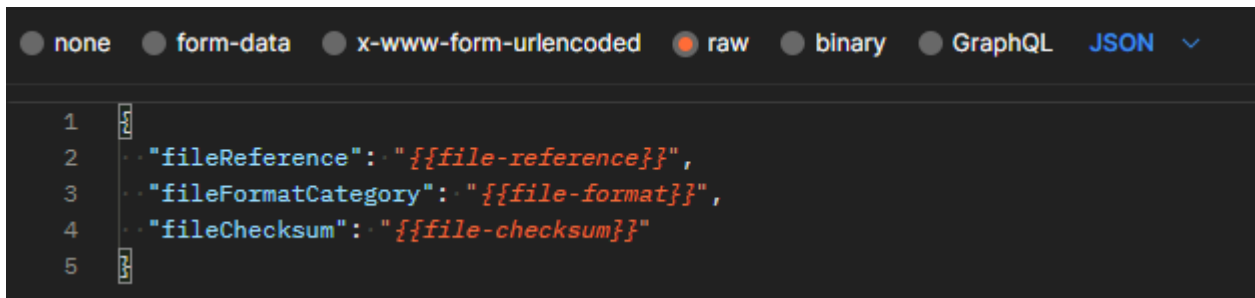 none form-data x-www-form-urlencoded raw binary GraphQL JSON
1 {
2 "fileReference": "{{file-reference}}",
3 "fileFormatCategory": "{{file-format}}",
4 "fileChecksum": "{{file-checksum}}"
5 }